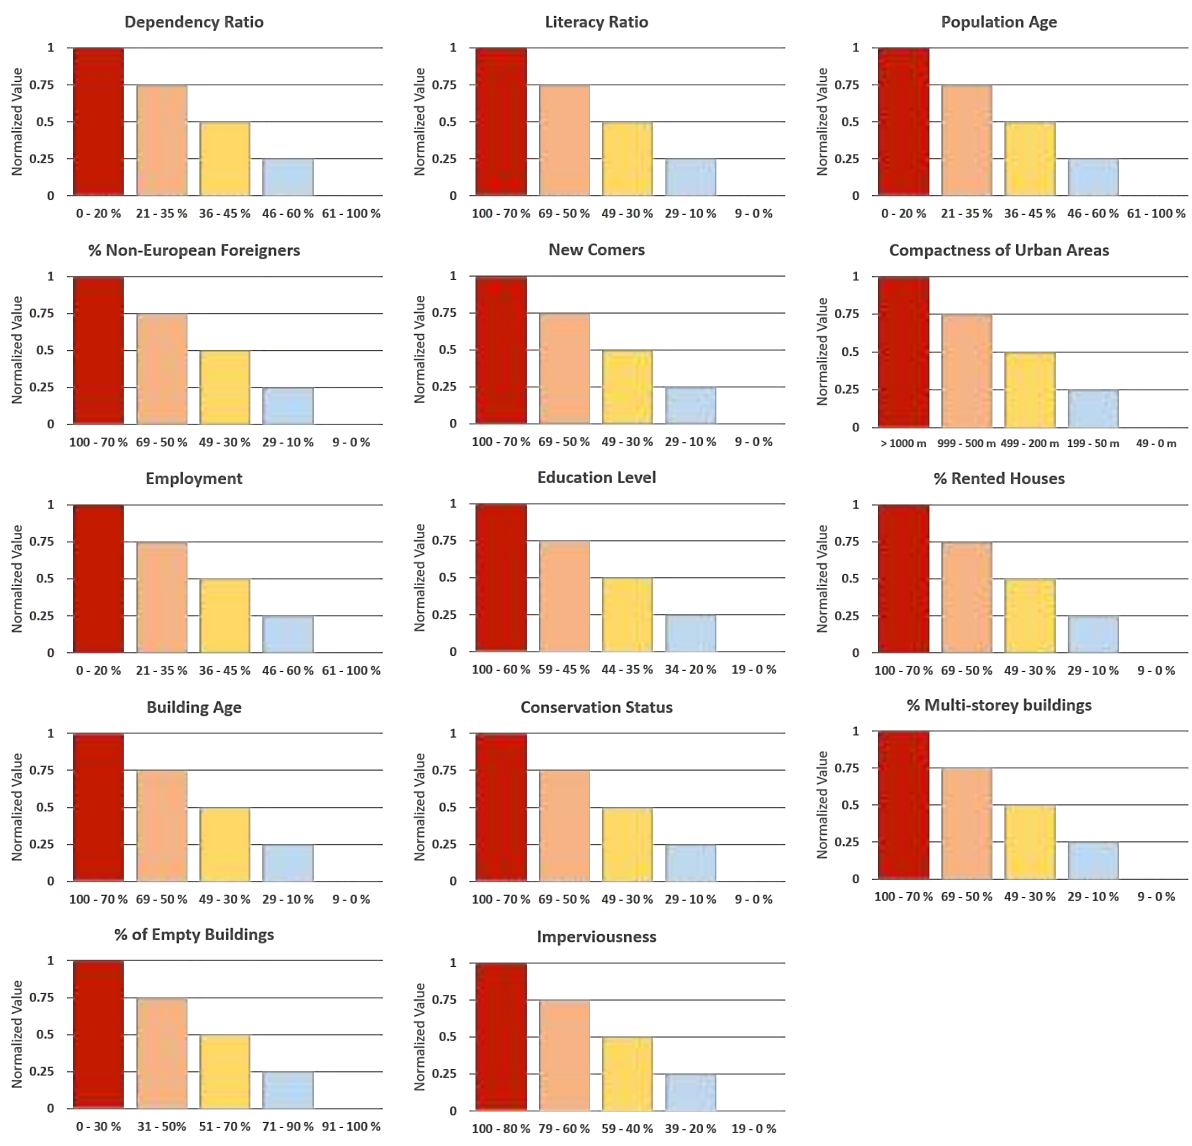 Dependency Ratio
Normalized Value
1
0.75
0.5
0.25
0
0 - 20 % 21 - 35 % 36 - 45 % 46 - 60 % 61 - 100 %
Literacy Ratio
Normalized Value
1
0.75
0.5
0.25
0
100 - 70 % 69 - 50 % 49 - 30 % 29 - 10 % 9 - 0 %
Population Age
Normalized Value
1
0.75
0.5
0.25
0
0 - 20 % 21 - 35 % 36 - 45 % 46 - 60 % 61 - 100 %
% Non-European Foreigners
Normalized Value
1
0.75
0.5
0.25
0
100 - 70 % 69 - 50 % 49 - 30 % 29 - 10 % 9 - 0 %
New Comers
Normalized Value
1
0.75
0.5
0.25
0
100 - 70 % 69 - 50 % 49 - 30 % 29 - 10 % 9 - 0 %
Compactness of Urban Areas
Normalized Value
1
0.75
0.5
0.25
0
> 1000 m 999 - 500 m 499 - 200 m 199 - 50 m 49 - 0 m
Employment
Normalized Value
1
0.75
0.5
0.25
0
0 - 20 % 21 - 35 % 36 - 45 % 46 - 60 % 61 - 100 %
Education Level
Normalized Value
1
0.75
0.5
0.25
0
100 - 60 % 59 - 45 % 44 - 35 % 34 - 20 % 19 - 0 %
% Rented Houses
Normalized Value
1
0.75
0.5
0.25
0
100 - 70 % 69 - 50 % 49 - 30 % 29 - 10 % 9 - 0 %
Building Age
Normalized Value
1
0.75
0.5
0.25
0
100 - 70 % 69 - 50 % 49 - 30 % 29 - 10 % 9 - 0 %
Conservation Status
Normalized Value
1
0.75
0.5
0.25
0
100 - 70 % 69 - 50 % 49 - 30 % 29 - 10 % 9 - 0 %
% Multi-storey buildings
Normalized Value
1
0.75
0.5
0.25
0
100 - 70 % 69 - 50 % 49 - 30 % 29 - 10 % 9 - 0 %
% of Empty Buildings
Normalized Value
1
0.75
0.5
0.25
0
0 - 30 % 31 - 50% 51 - 70 % 71 - 90 % 91 - 100 %
Imperviousness
Normalized Value
1
0.75
0.5
0.25
0
100 - 80 % 79 - 60 % 59 - 40 % 39 - 20 % 19 - 0 %